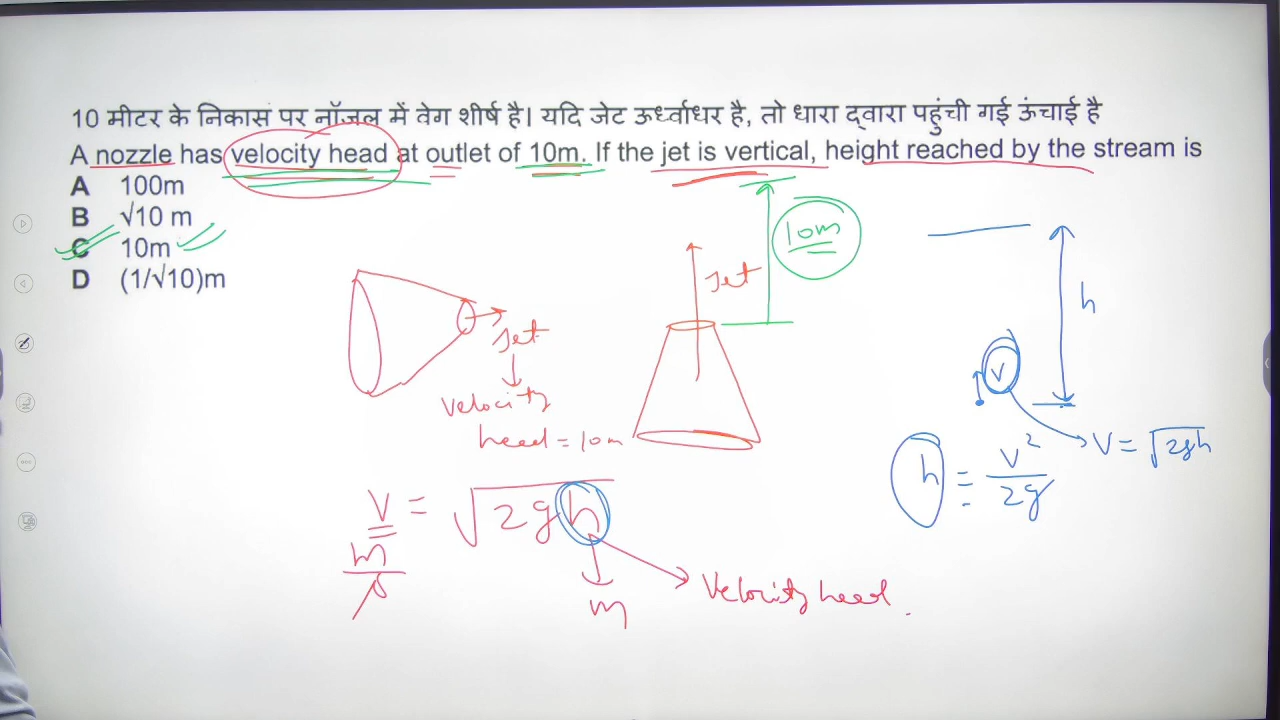 10 मीटर के निकास पर नॉज़ल में वेग शीर्ष है। यदि जेट ऊर्ध्वाधर है, तो धारा द्वारा पहुंची गई ऊंचाई है
A nozzle has velocity head at outlet of 10m. If the jet is vertical, height reached by the stream is
A 100m
B √10 m
C 10m
D (1/√10)m
10m
Jet
Jet
velocity
head = 10m
h
V
V = √2gh
h = V²/2g
V = √2gh
m/s
m
Velocity head.